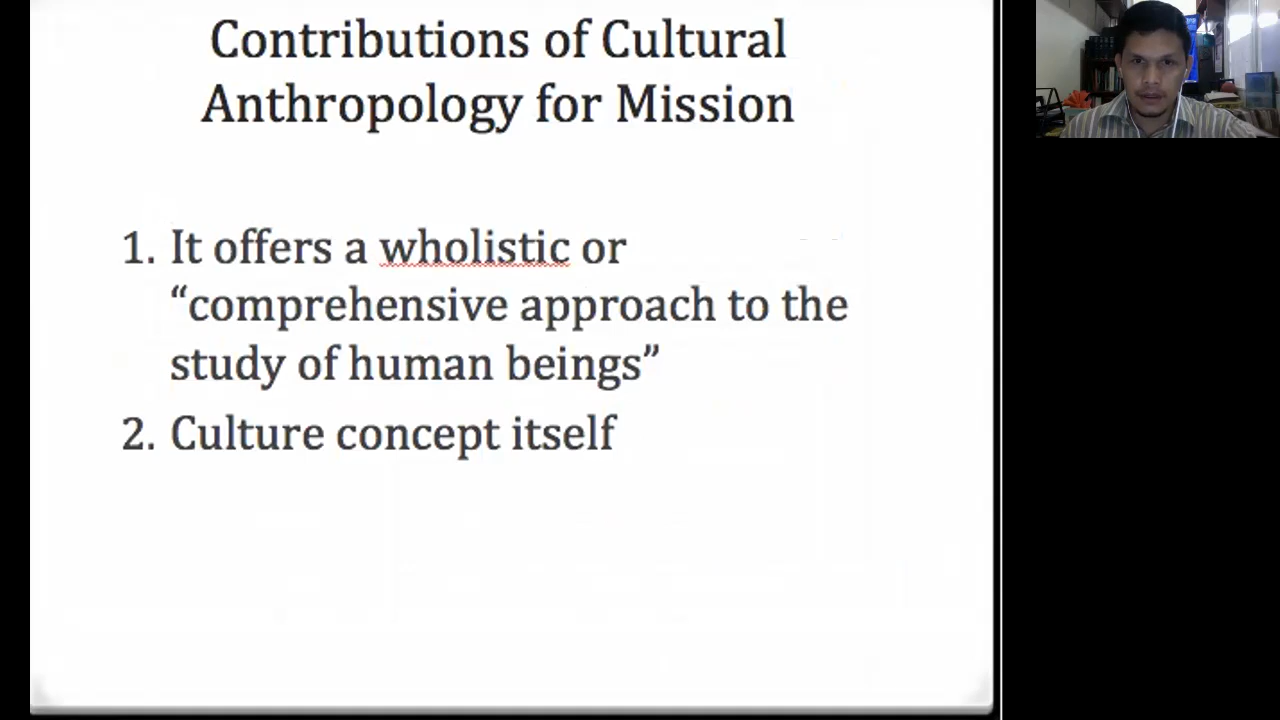 Contributions of Cultural
Anthropology for Mission
1. It offers a wholistic or
“comprehensive approach to the
study of human beings”
2. Culture concept itself